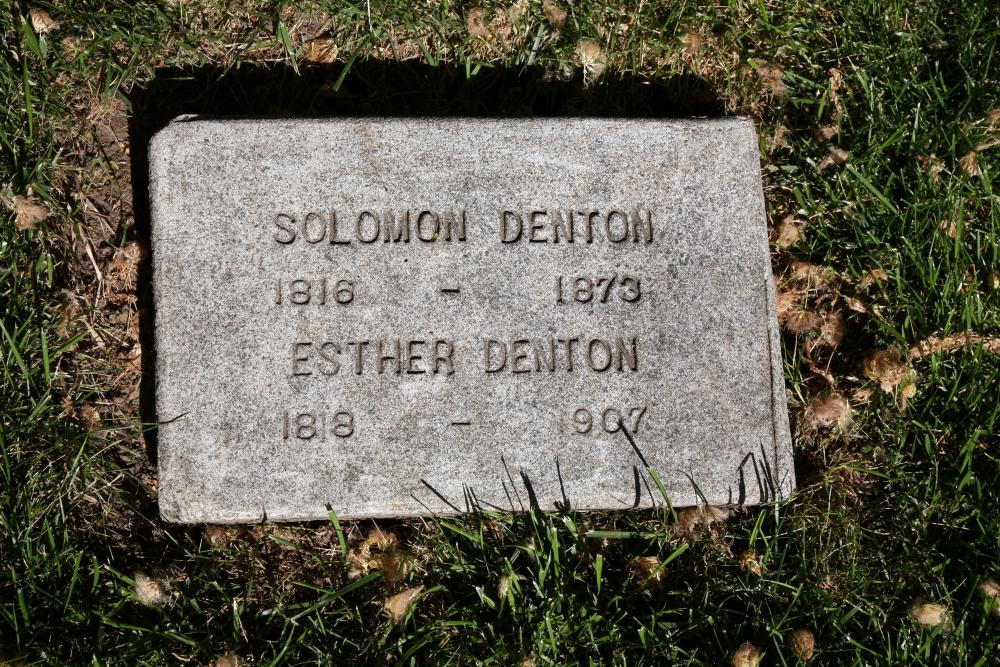 SOLOMON DENTON
1816 - 1873
ESTHER DENTON
1818 - 1907